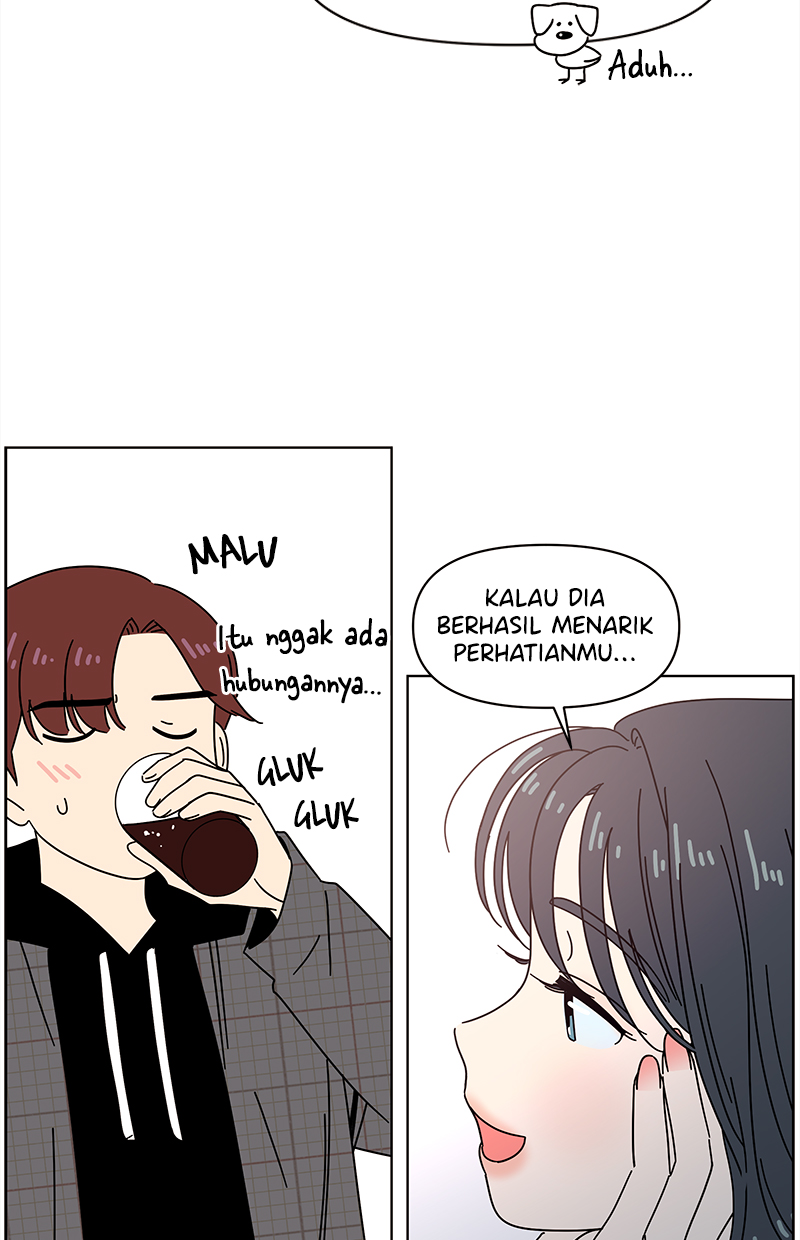 Aduh...
MALU
Itu nggak ada
hubungannya...
GLUK
GLUK
KALAU DIA
BERHASIL MENARIK
PERHATIANMU...